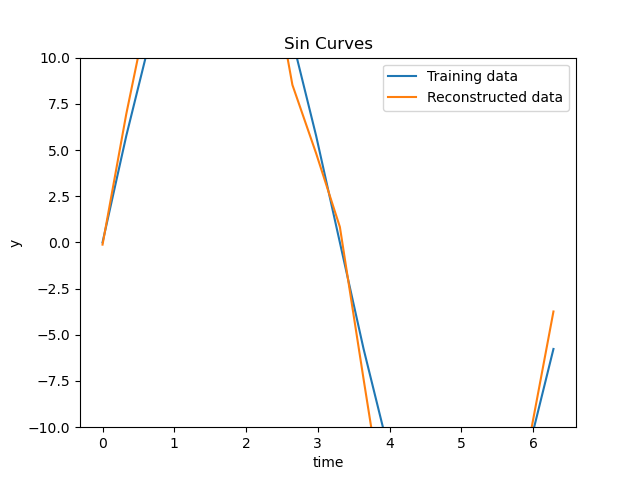 Sin Curves
Training data
Reconstructed data
10.0
7.5
5.0
2.5
0.0
−2.5
−5.0
−7.5
−10.0
y
0 1 2 3 4 5 6
time